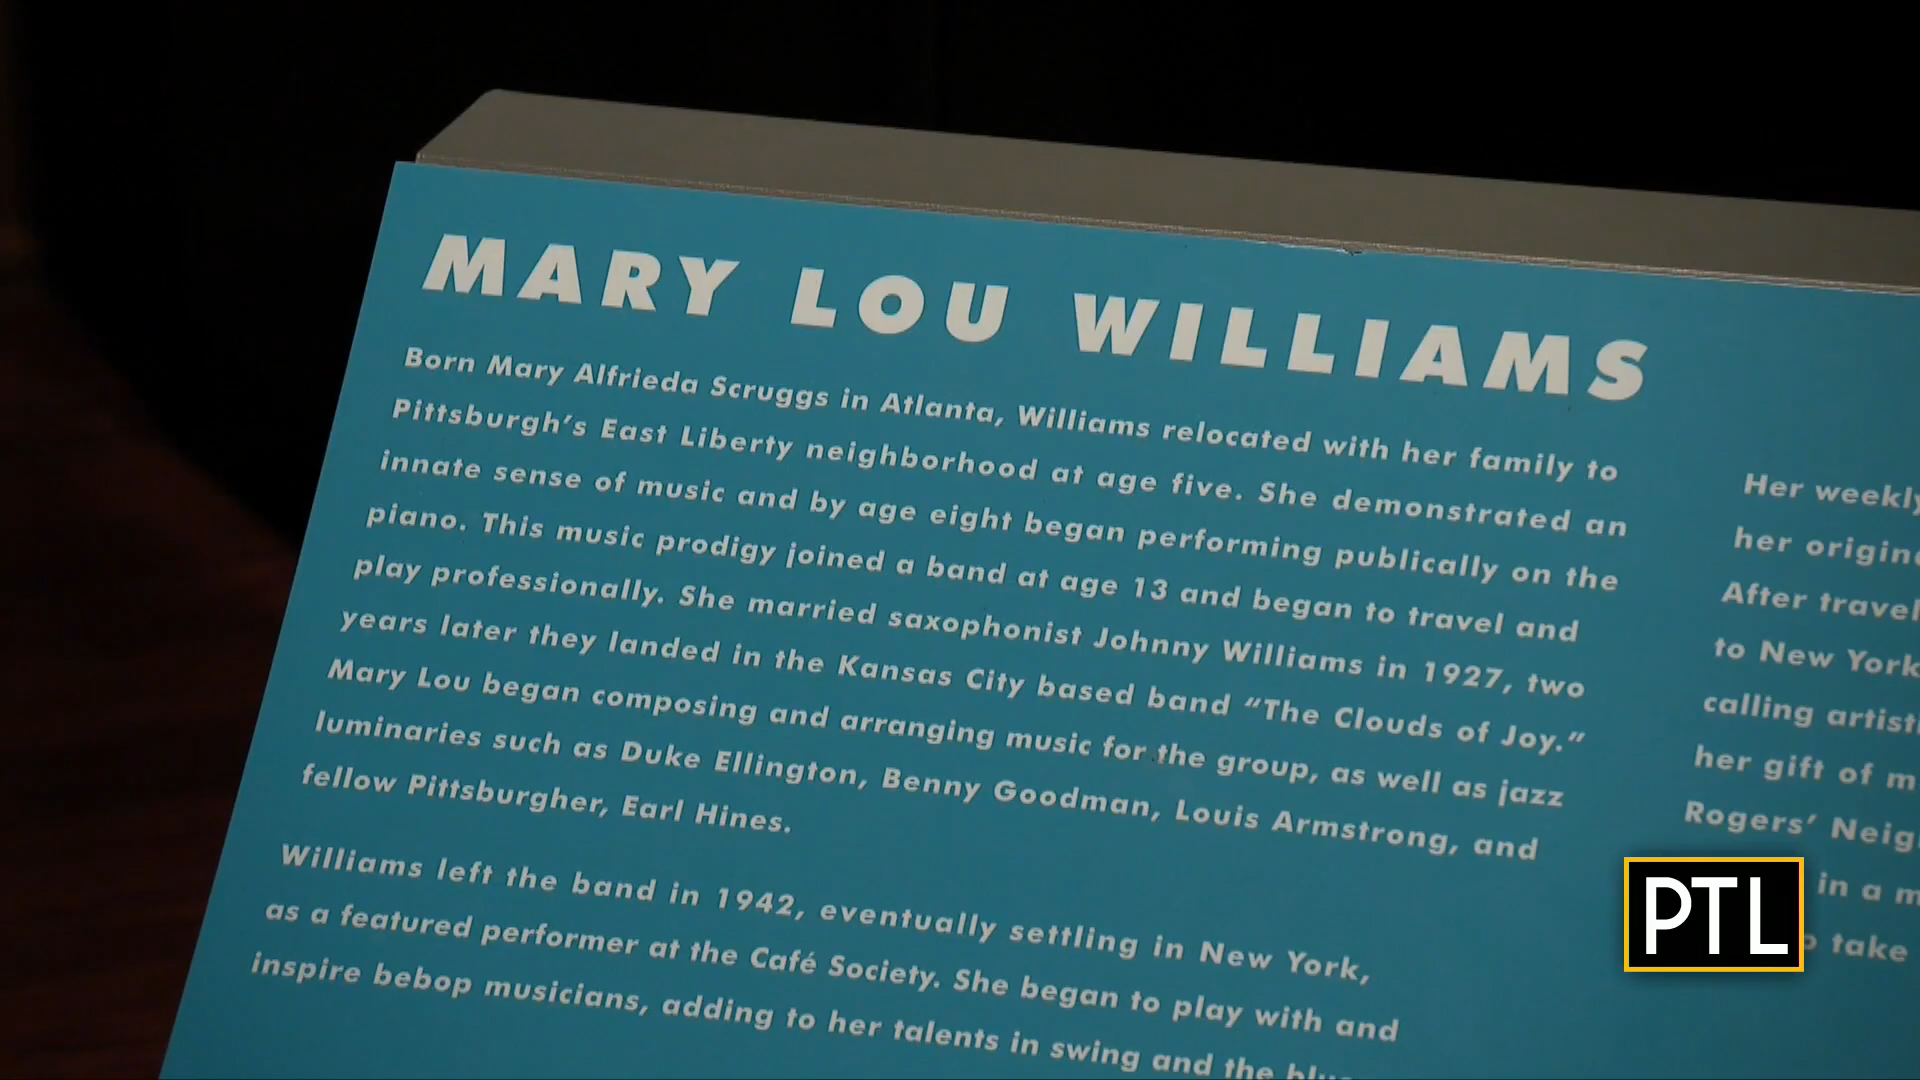 MARY LOU WILLIAMS
Born Mary Alfrieda Scruggs in Atlanta, Williams relocated with her family to
Pittsburgh's East Liberty neighborhood at age five. She demonstrated an
innate sense of music and by age eight began performing publically on the
piano. This music prodigy joined a band at age 13 and began to travel and
play professionally. She married saxophonist Johnny Williams in 1927, two
years later they landed in the Kansas City based band "The Clouds of Joy."
Mary Lou began composing and arranging music for the group, as well as jazz
luminaries such as Duke Ellington, Benny Goodman, Louis Armstrong, and
fellow Pittsburgher, Earl Hines.
Williams left the band in 1942, eventually settling in New York,
as a featured performer at the Café Society. She began to play with and
inspire bebop musicians, adding to her talents in swing and the
Her weekly
her
After
to New York
calling
her gift of
Rogers'
in a
take
PTL